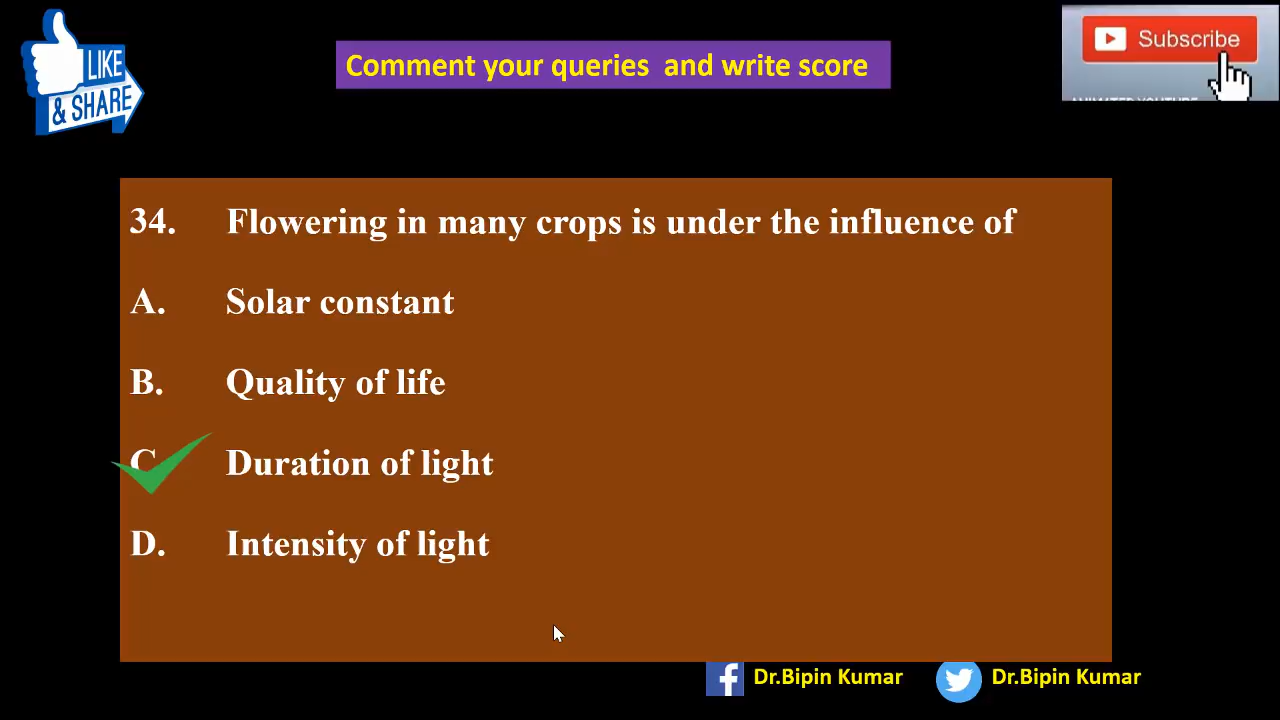 LIKE
& SHARE
Comment your queries and write score
Subscribe
34. Flowering in many crops is under the influence of
A. Solar constant
B. Quality of life
C Duration of light
D. Intensity of light
f Dr.Bipin Kumar Dr.Bipin Kumar